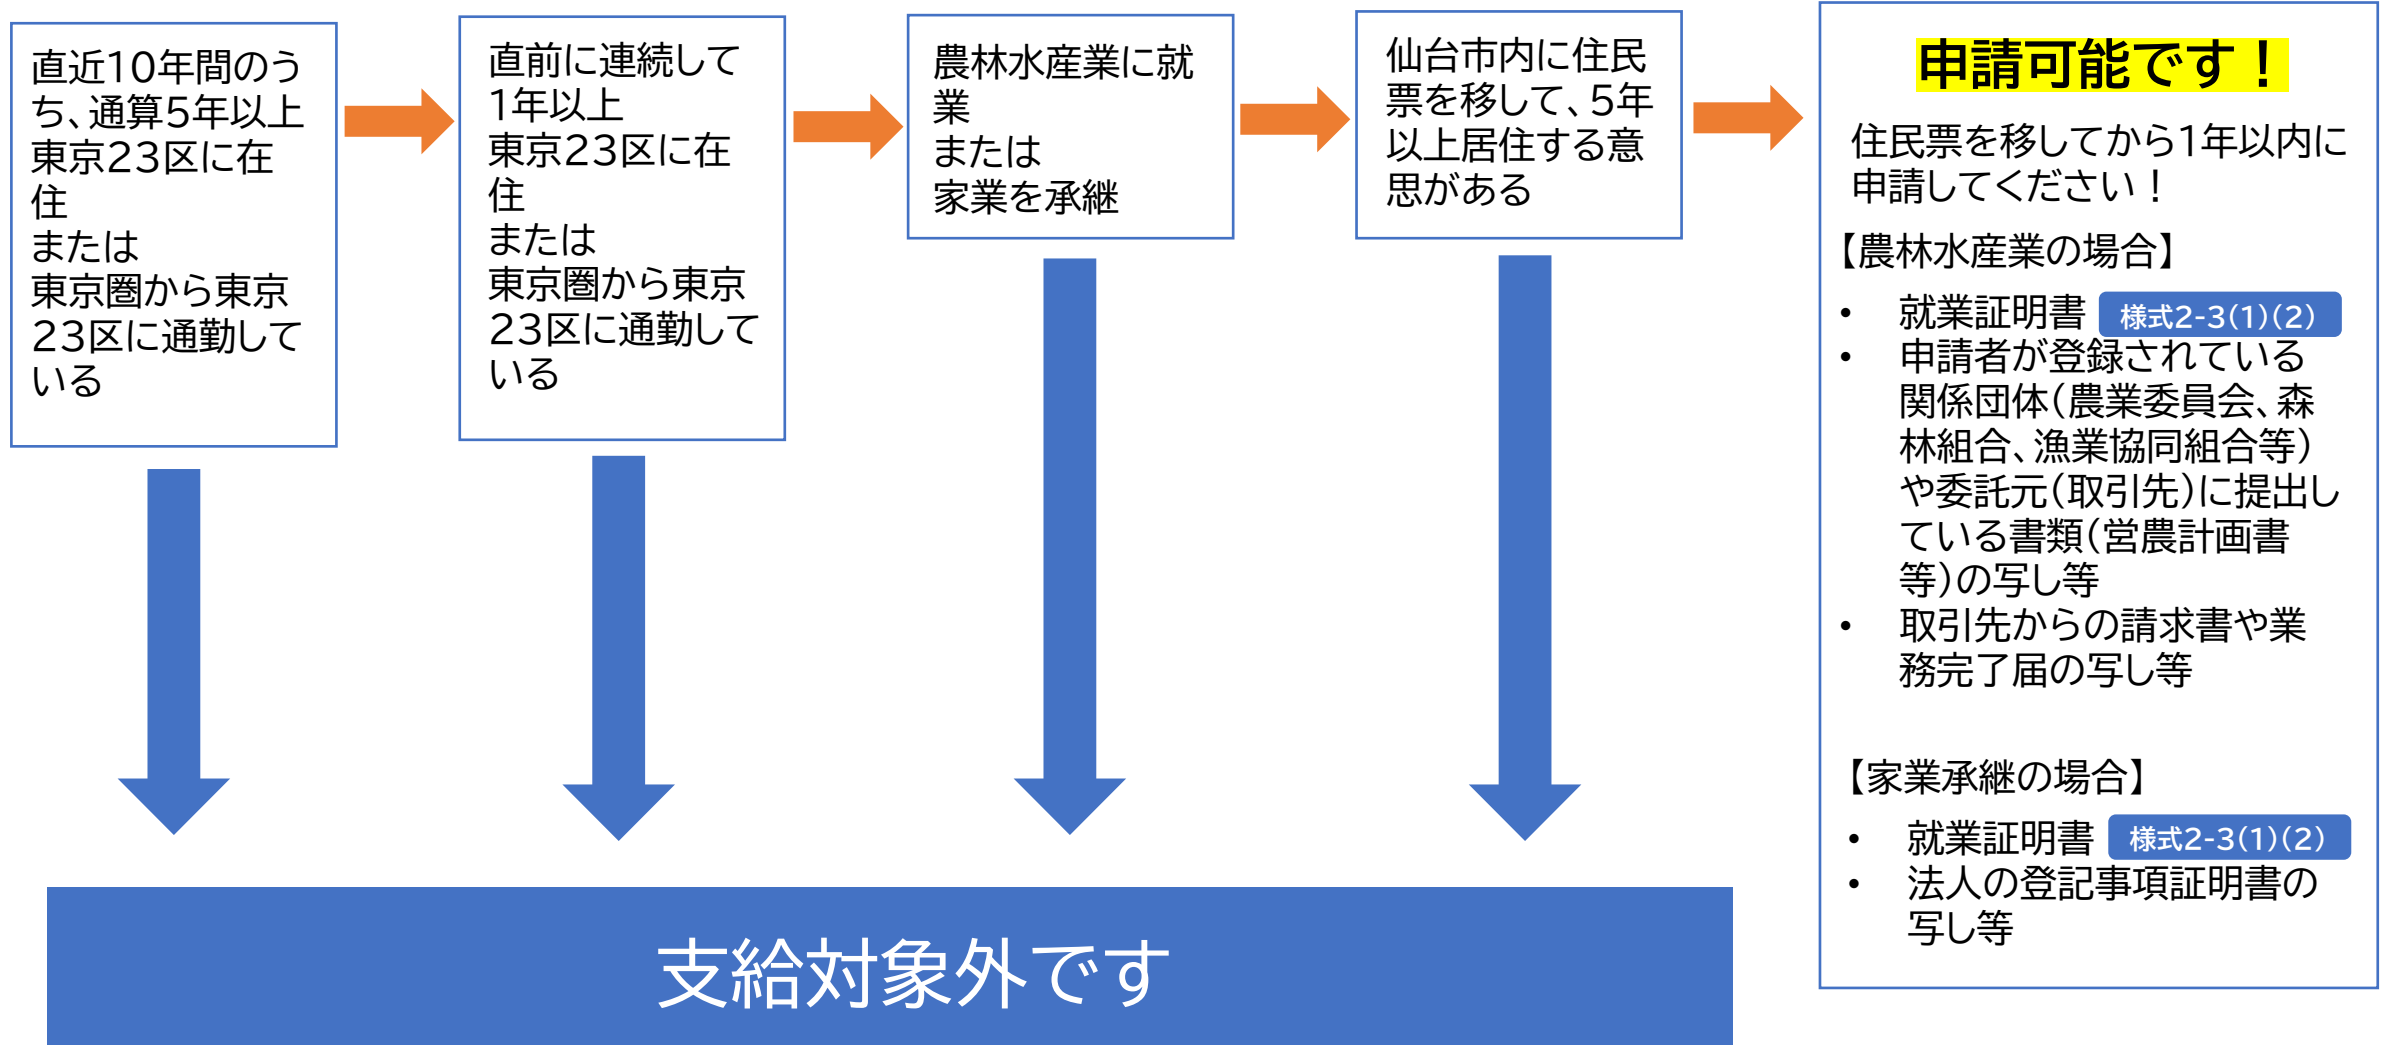 直近10年間のう
ち、通算5年以上
東京23区に在
住
または
東京圏から東京
23区に通勤して
いる
直前に連続して
1年以上
東京23区に在
住
または
東京圏から東京
23区に通勤して
いる
農林水産業に就
業
または
家業を承継
仙台市内に住民
票を移して、5年
以上居住する意
思がある
申請可能です！
住民票を移してから1年以内に
申請してください！
【農林水産業の場合】
• 就業証明書 様式2-3(1)(2)
• 申請者が登録されている
関係団体(農業委員会、森
林組合、漁業協同組合等)
や委託元(取引先)に提出し
ている書類(営農計画書
等)の写し等
• 取引先からの請求書や業
務完了届の写し等
【家業承継の場合】
• 就業証明書 様式2-3(1)(2)
• 法人の登記事項証明書の
写し等
支給対象外です